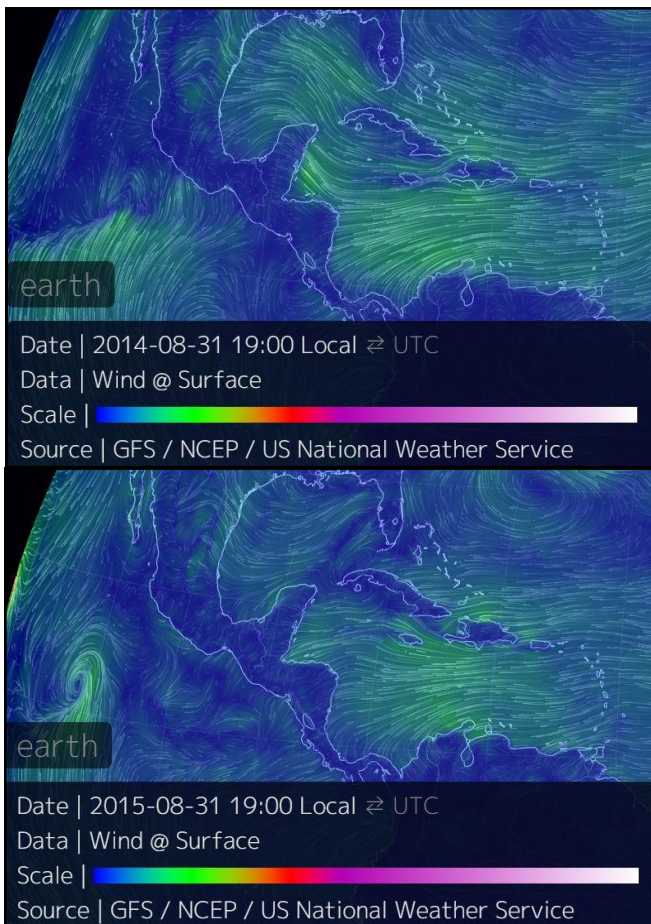 earth
Date | 2014-08-31 19:00 Local ⇄ UTC
Data | Wind @ Surface
Scale |
Source | GFS / NCEP / US National Weather Service
earth
Date | 2015-08-31 19:00 Local ⇄ UTC
Data | Wind @ Surface
Scale |
Source | GFS / NCEP / US National Weather Service